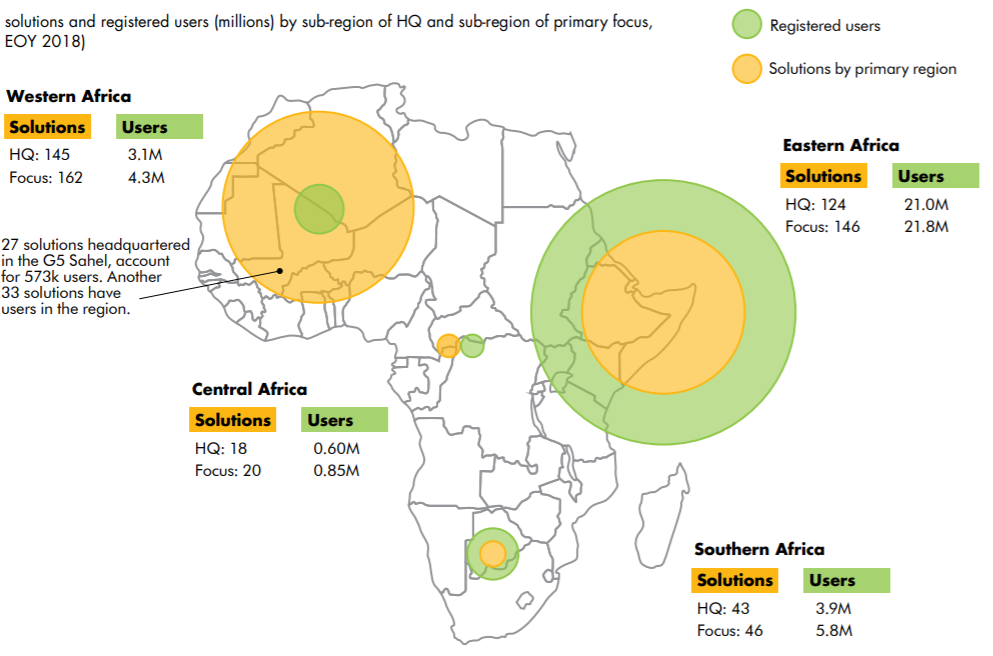 solutions and registered users (millions) by sub-region of HQ and sub-region of primary focus,
EOY 2018)
Registered users
Solutions by primary region
Western Africa
Solutions Users
HQ: 145 3.1M
Focus: 162 4.3M
27 solutions headquartered
in the G5 Sahel, account
for 573k users. Another
33 solutions have
users in the region.
Eastern Africa
Solutions Users
HQ: 124 21.0M
Focus: 146 21.8M
Central Africa
Solutions Users
HQ: 18 0.60M
Focus: 20 0.85M
Southern Africa
Solutions Users
HQ: 43 3.9M
Focus: 46 5.8M